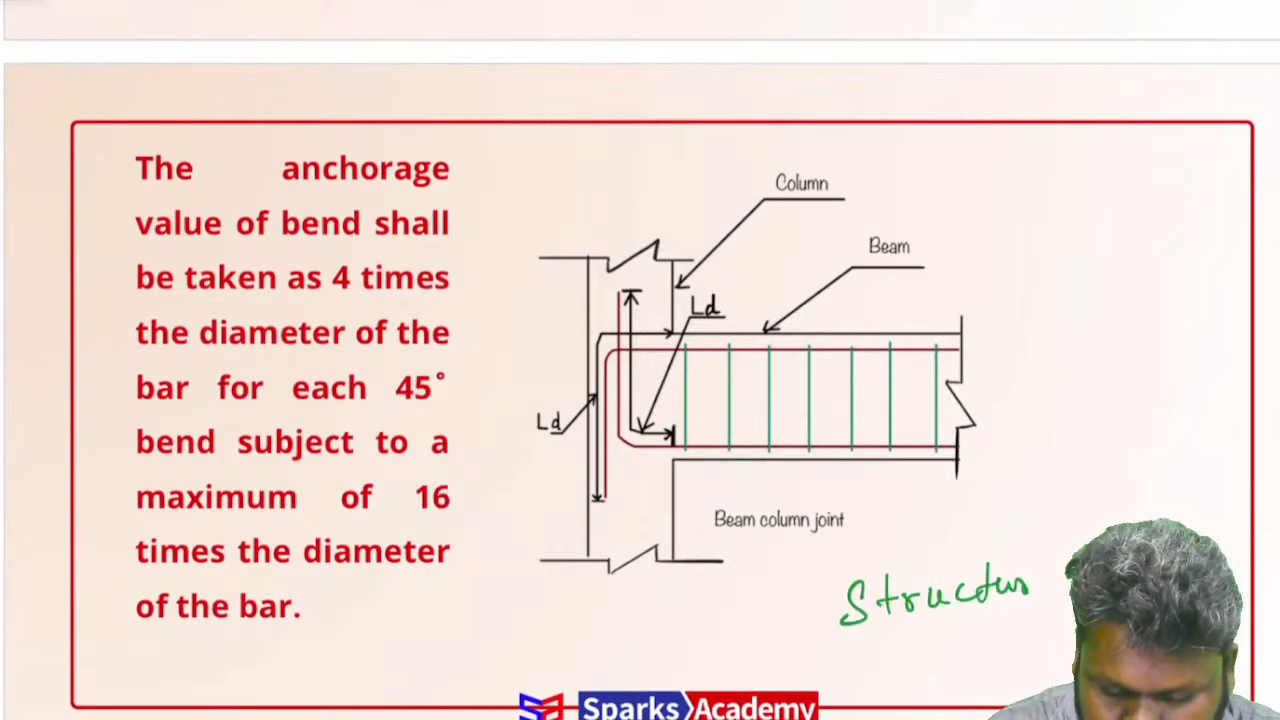 The anchorage
value of bend shall
be taken as 4 times
the diameter of the
bar for each 45˚
bend subject to a
maximum of 16
times the diameter
of the bar.
Column
Beam
Ld
Ld
Beam column joint
Structu
Sparks Academy